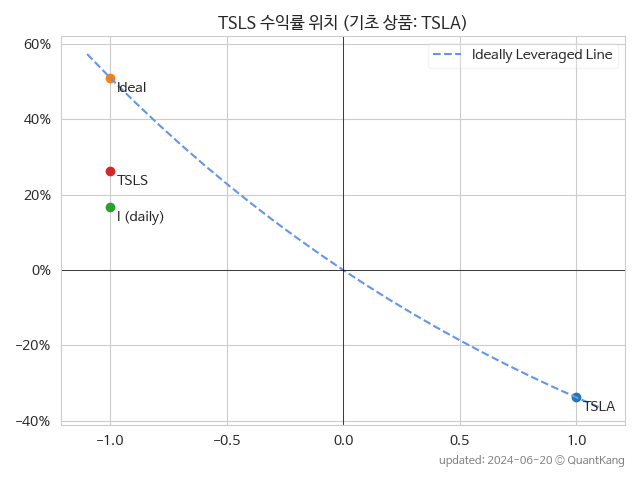 TSLS 수익률 위치 (기초 상품: TSLA)
60%
Ideally Leveraged Line
Ideal
40%
TSLS
20%
I (daily)
0%
−20%
−40%
TSLA
−1.0
−0.5
0.0
0.5
1.0
updated: 2024-06-20 © QuantKang